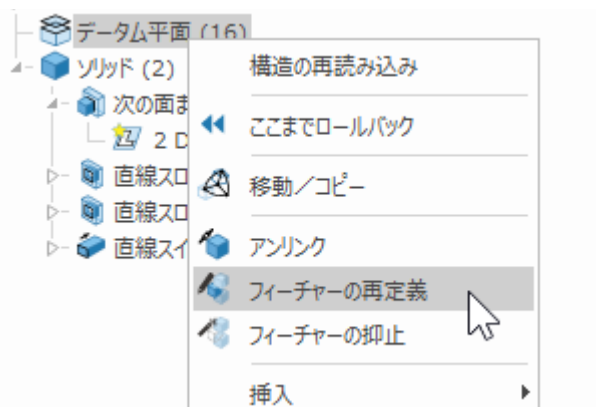 データム平面 (16)
ソリッド (2)
次の面ま
2 D
直線スロ
直線スロ
直線スイ
構造の再読み込み
ここまでロールバック
移動／コピー
アンリンク
フィーチャーの再定義
フィーチャーの抑止
挿入